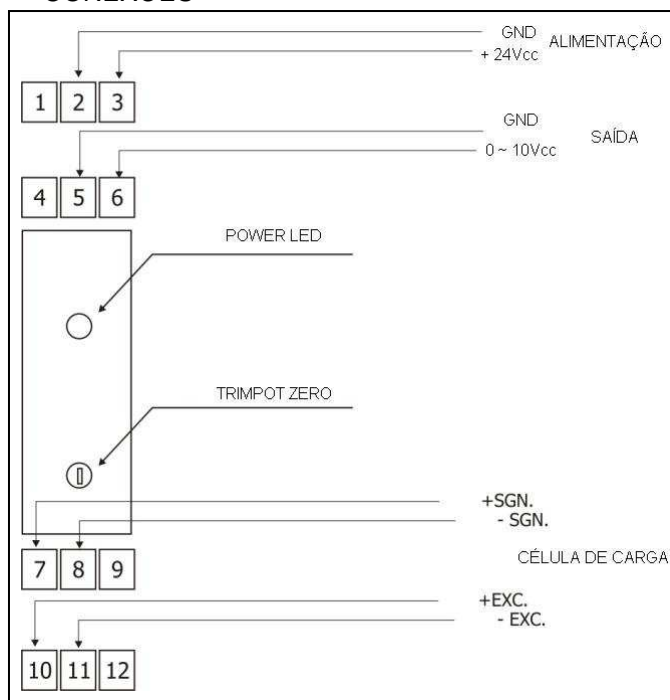 GND
ALIMENTAÇÃO
+ 24Vcc
1 2 3
GND
SAÍDA
0 ~ 10Vcc
4 5 6
POWER LED
TRIMPOT ZERO
+SGN.
- SGN.
7 8 9
CÉLULA DE CARGA
+EXC.
- EXC.
10 11 12